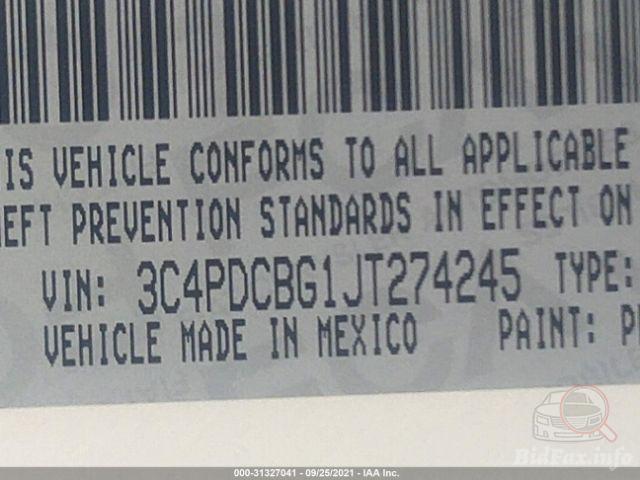 IS VEHICLE CONFORMS TO ALL APPLICABLE
EFT PREVENTION STANDARDS IN EFFECT ON
VIN: 3C4PDCBG1JT274245 TYPE:
VEHICLE MADE IN MEXICO PAINT: P
BidFax.info
000-31327041 - 09/25/2021 - IAA Inc.